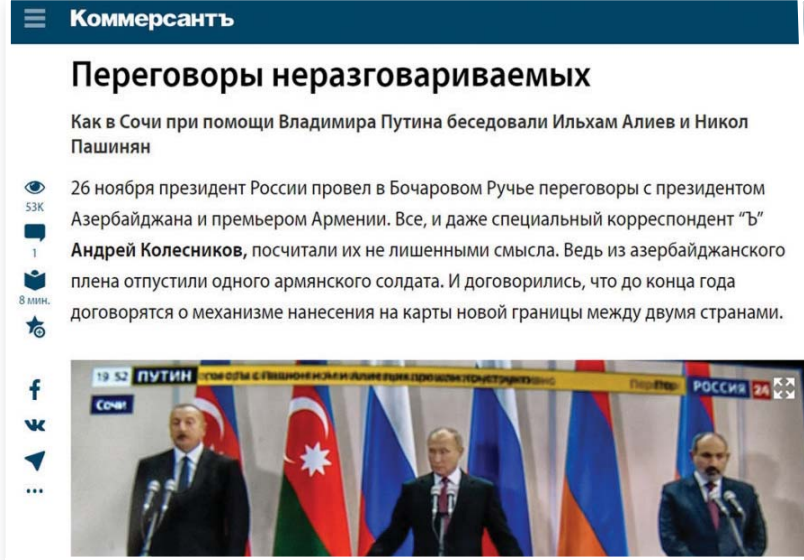 Коммерсантъ
Переговоры неразговариваемых
Как в Сочи при помощи Владимира Путина беседовали Ильхам Алиев и Никол
Пашинян
26 ноября президент России провел в Бочаровом Ручье переговоры с президентом
Азербайджана и премьером Армении. Все, и даже специальный корреспондент “Ъ”
Андрей Колесников, посчитали их не лишенными смысла. Ведь из азербайджанского
плена отпустили одного армянского солдата. И договорились, что до конца года
договорятся о механизме нанесения на карты новой границы между двумя странами.
53K
1
8 мин.
19 52 ПУТИН
РОССИЯ 24
Сочи